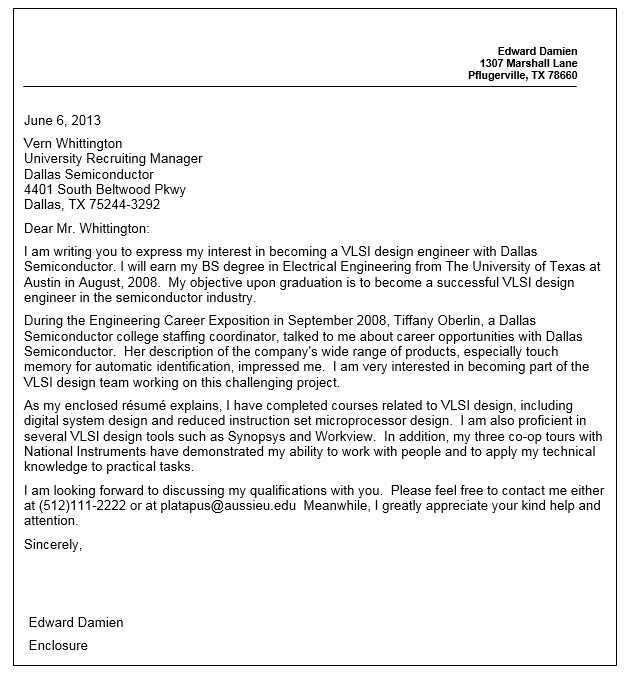 Edward Damien
1307 Marshall Lane
Pflugerville, TX 78660
June 6, 2013
Vern Whittington
University Recruiting Manager
Dallas Semiconductor
4401 South Beltwood Pkwy
Dallas, TX 75244-3292
Dear Mr. Whittington:
I am writing you to express my interest in becoming a VLSI design engineer with Dallas
Semiconductor. I will earn my BS degree in Electrical Engineering from The University of Texas at
Austin in August, 2008.  My objective upon graduation is to become a successful VLSI design
engineer in the semiconductor industry.
During the Engineering Career Exposition in September 2008, Tiffany Oberlin, a Dallas
Semiconductor college staffing coordinator, talked to me about career opportunities with Dallas
Semiconductor.  Her description of the company's wide range of products, especially touch
memory for automatic identification, impressed me.  I am very interested in becoming part of the
VLSI design team working on this challenging project.
As my enclosed résumé explains, I have completed courses related to VLSI design, including
digital system design and reduced instruction set microprocessor design.  I am also proficient in
several VLSI design tools such as Synopsys and Workview.  In addition, my three co-op tours with
National Instruments have demonstrated my ability to work with people and to apply my technical
knowledge to practical tasks.
I am looking forward to discussing my qualifications with you.  Please feel free to contact me either
at (512)111-2222 or at platapus@aussieu.edu  Meanwhile, I greatly appreciate your kind help and
attention.
Sincerely,
Edward Damien
Enclosure